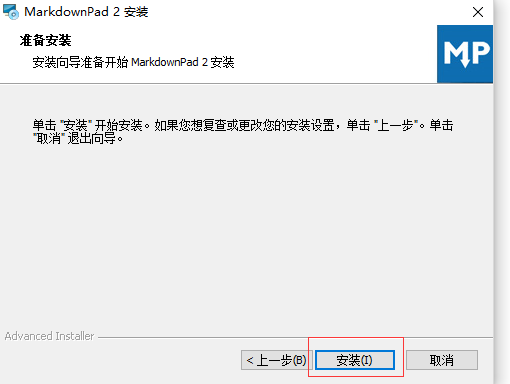 MarkdownPad 2 安装
准备安装
安装向导准备开始 MarkdownPad 2 安装
MP
单击 "安装" 开始安装。如果您想复查或更改您的安装设置，单击 "上一步"。单击
"取消" 退出向导。
Advanced Installer
< 上一步(B)
安装(I)
取消